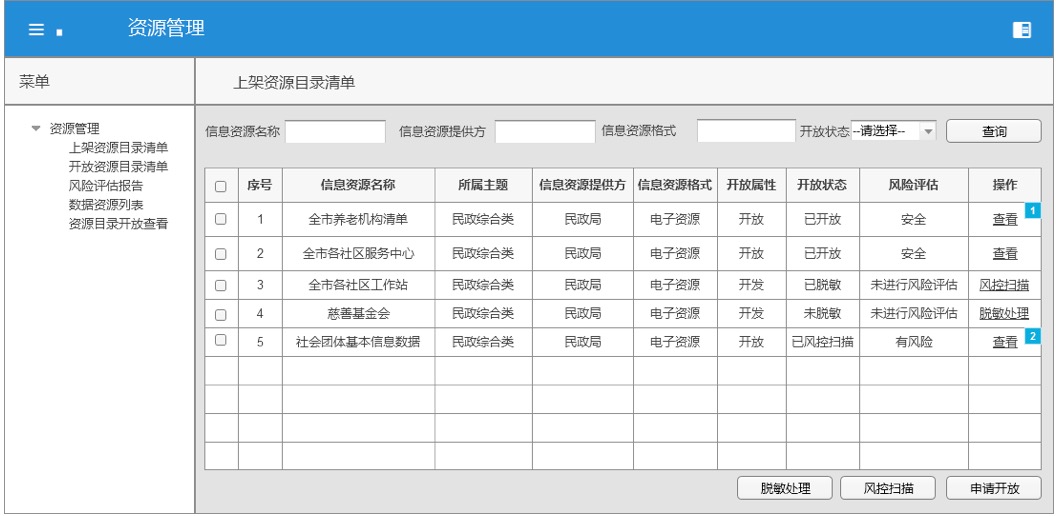 资源管理
菜单
上架资源目录清单
资源管理
上架资源目录清单
开放资源目录清单
风险评估报告
数据资源列表
资源目录开放查看
信息资源名称 信息资源提供方 信息资源格式 开放状态 --请选择-- 查询
序号 信息资源名称 所属主题 信息资源提供方 信息资源格式 开放属性 开放状态 风险评估 操作
1 全市养老机构清单 民政综合类 民政局 电子资源 开放 已开放 安全 查看 1
2 全市各社区服务中心 民政综合类 民政局 电子资源 开放 已开放 安全 查看
3 全市各社区工作站 民政综合类 民政局 电子资源 开发 已脱敏 未进行风险评估 风控扫描
4 慈善基金会 民政综合类 民政局 电子资源 开发 未脱敏 未进行风险评估 脱敏处理
5 社会团体基本信息数据 民政综合类 民政局 电子资源 开放 已风控扫描 有风险 查看 2
脱敏处理 风控扫描 申请开放